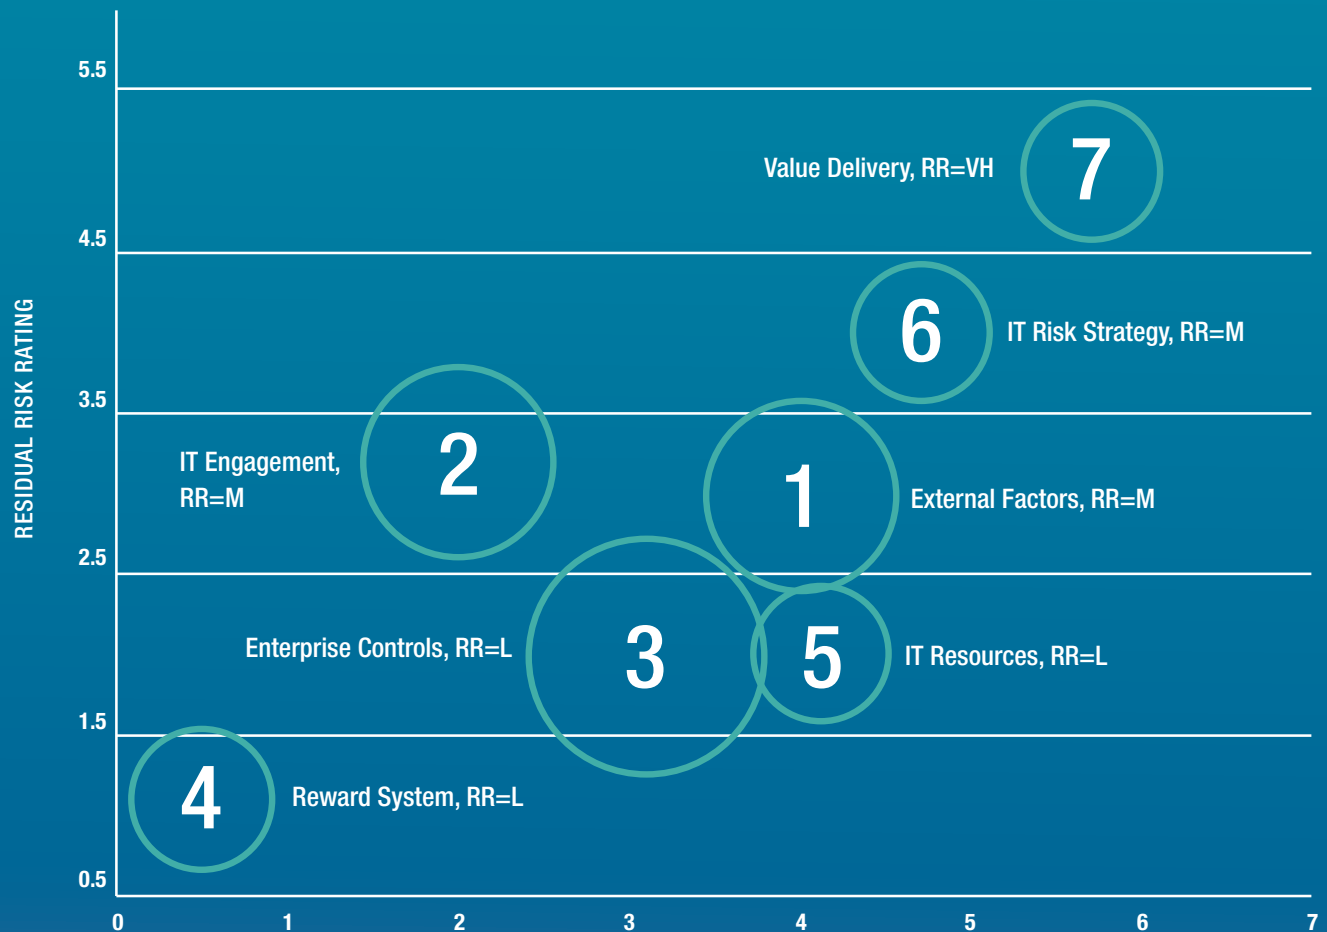 5.5
7
Value Delivery, RR=VH
4.5
RESIDUAL RISK RATING
6
IT Risk Strategy, RR=M
3.5
2
IT Engagement,
RR=M
1
External Factors, RR=M
2.5
Enterprise Controls, RR=L
3
5
IT Resources, RR=L
1.5
4
Reward System, RR=L
0.5
0 1 2 3 4 5 6 7